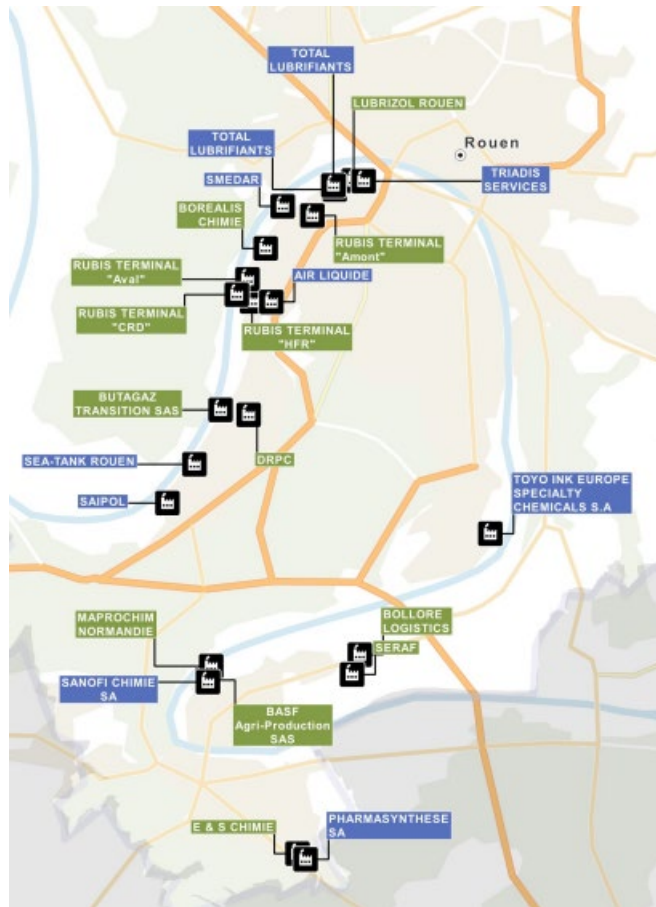 TOTAL
LUBRIFIANTS
LUBRIZOL ROUEN
TOTAL
LUBRIFIANTS
Rouen
SMEDAR
TRIADIS
SERVICES
BOREALIS
CHIMIE
RUBIS TERMINAL
"Amont"
RUBIS TERMINAL
"Aval"
AIR LIQUIDE
RUBIS TERMINAL
"CRD"
RUBIS TERMINAL
"HFR"
BUTAGAZ
TRANSITION SAS
SEA-TANK ROUEN
DRPC
SAIPOL
TOYO INK EUROPE
SPECIALTY
CHEMICALS S.A
MAPROCHIM
NORMANDIE
BOLLORE
LOGISTICS
SERAF
SANOFI CHIMIE
SA
BASF
Agri-Production
SAS
E & S CHIMIE
PHARMASYNTHESE
SA